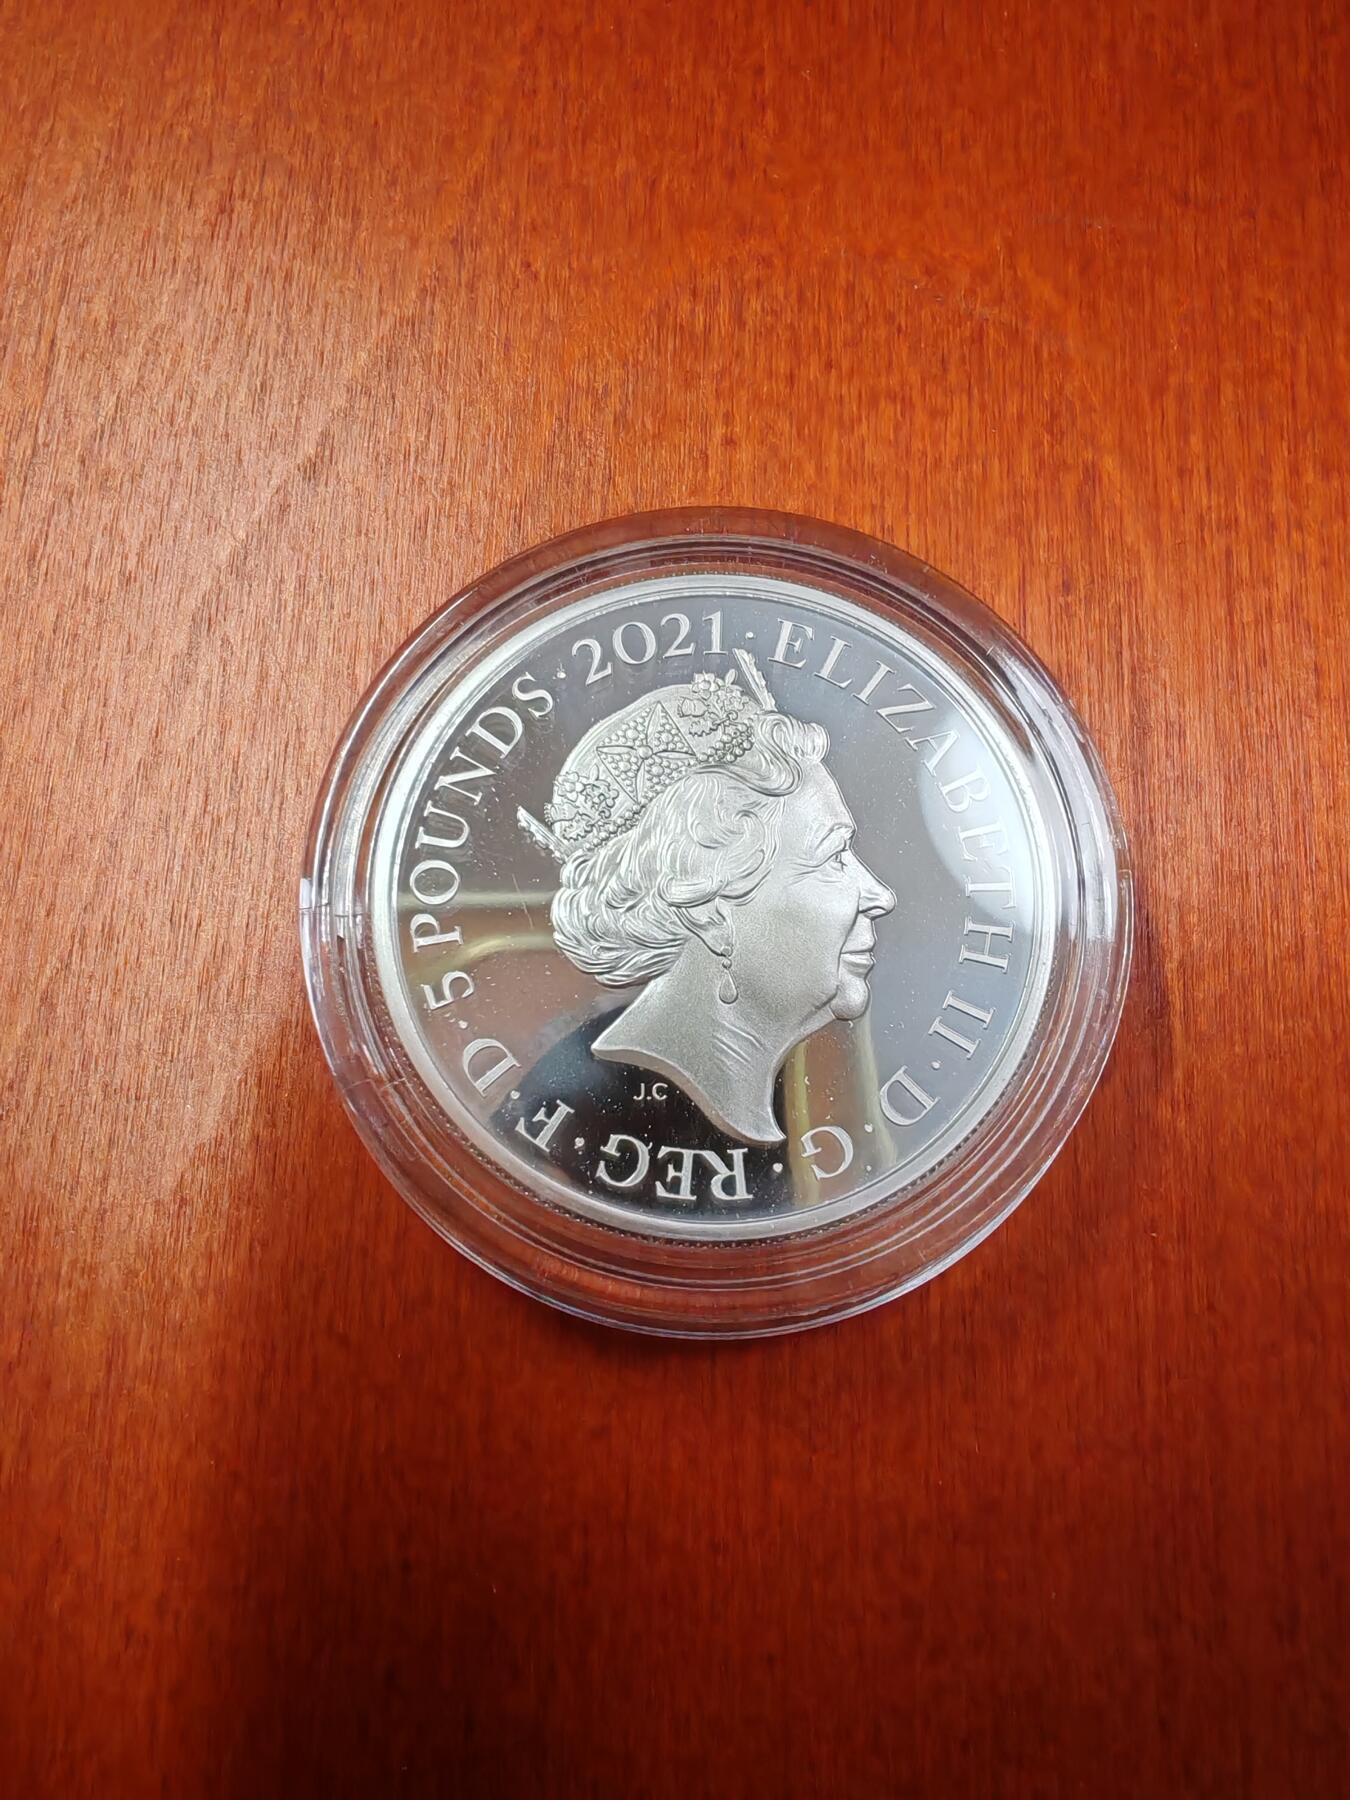 ELIZABETH II · D · G · REG · F · D · 5 POUNDS · 2021 ·
J.C